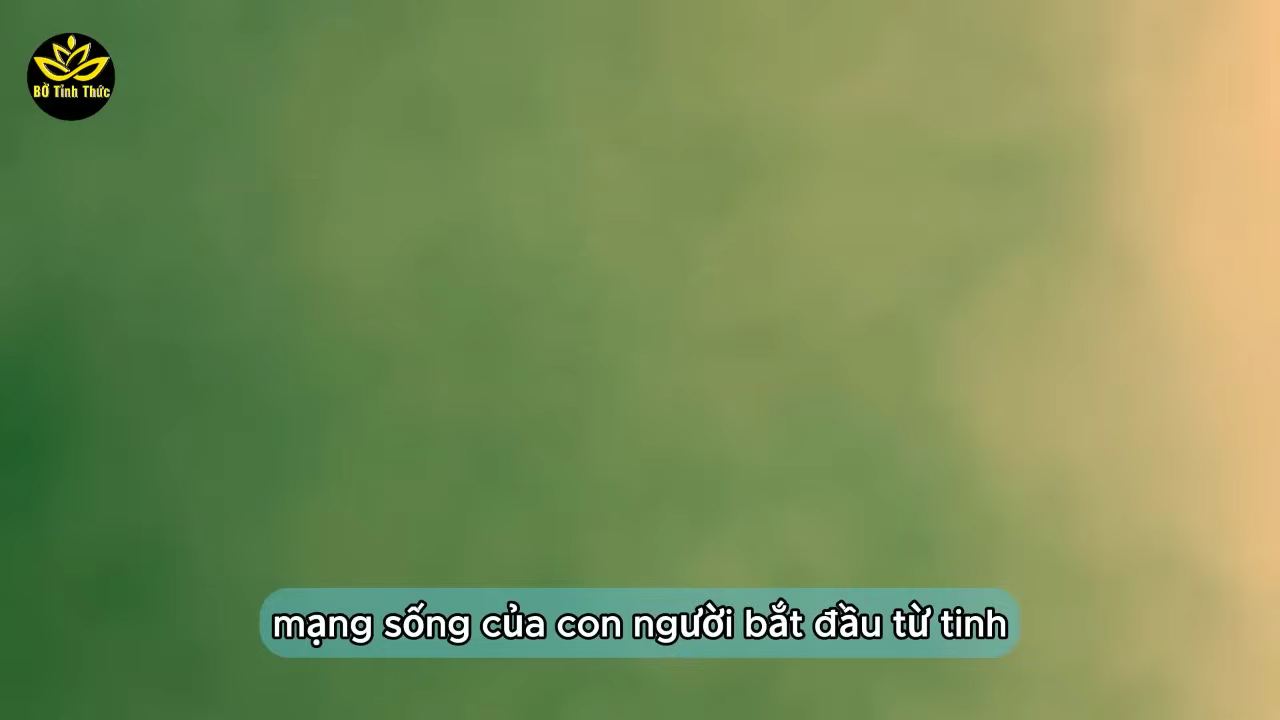 BỜ Tỉnh Thức
mạng sống của con người bắt đầu từ tinh